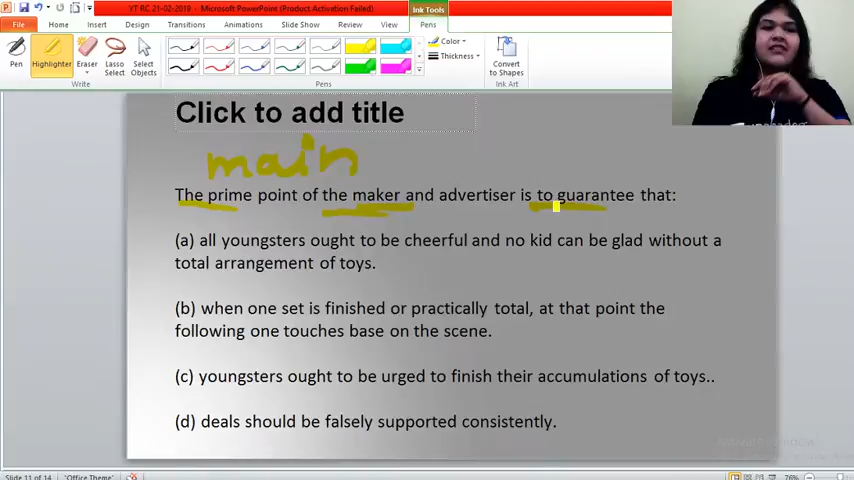 YT RC 21-02-2019 - Microsoft PowerPoint (Product Activation Failed)
Ink Tools
File Home Insert Design Transitions Animations Slide Show Review View Pens
Pen Highlighter Eraser Lasso Select Select Objects
Color
Thickness
Convert to Shapes
Write Pens Ink Art
Click to add title
main
The prime point of the maker and advertiser is to guarantee that:
(a) all youngsters ought to be cheerful and no kid can be glad without a
total arrangement of toys.
(b) when one set is finished or practically total, at that point the
following one touches base on the scene.
(c) youngsters ought to be urged to finish their accumulations of toys..
(d) deals should be falsely supported consistently.
Slide 11 of 14 "Office Theme" 76%